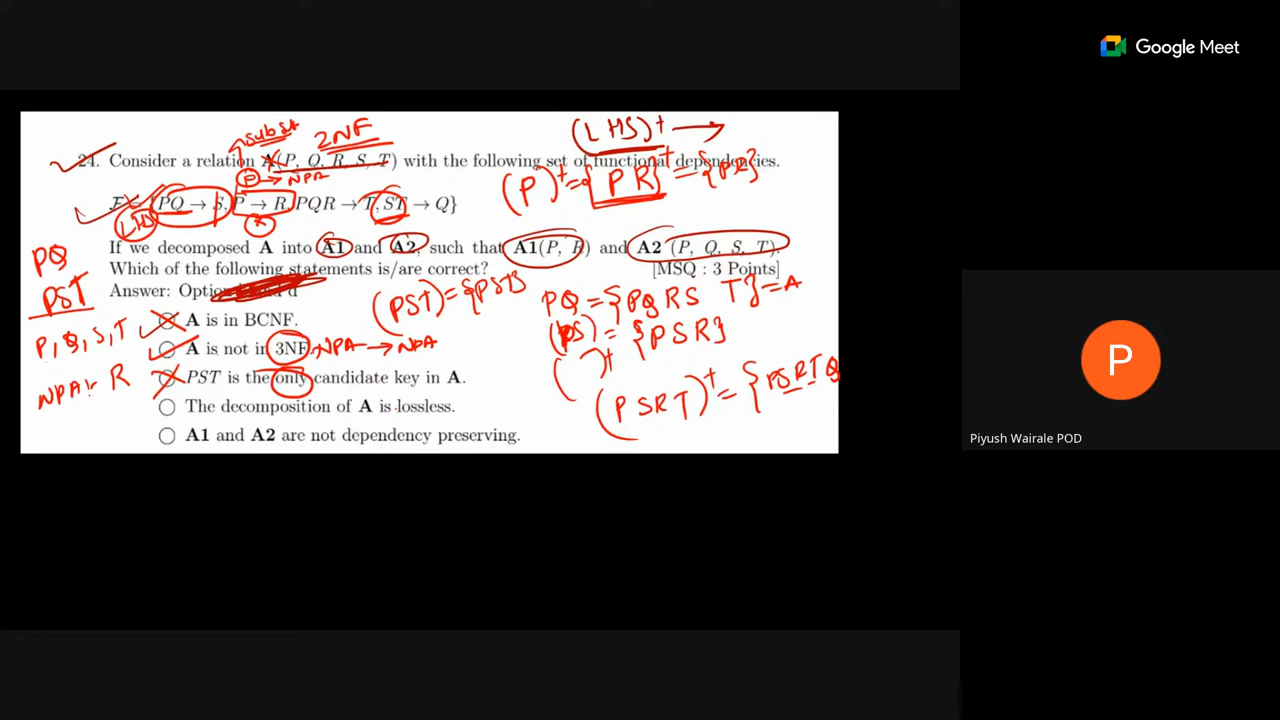 Google Meet
subset
2NF
(LHS)+ →
24. Consider a relation A(P, Q, R, S, T) with the following set of functional dependencies.
P → NPA
(P)+ = {PR}+ = {PR}
F: {PQ → S, P → R, PQR → T, ST → Q}
LHS
If we decomposed A into A1 and A2, such that A1(P, R) and A2 (P, Q, S, T).
PQ
Which of the following statements is/are correct? [MSQ : 3 Points]
PST
Answer: d
(PST) = {PST
PQ = {PQRS T} = A
P, Q, S, T
A is in BCNF.
(PS) = {PSR}
A is not in 3NF. NPA → NPA
( )+
NPA:- R
PST is the only candidate key in A.
(PSRT)+ = {PSRTQ
The decomposition of A is lossless.
A1 and A2 are not dependency preserving.
P
Piyush Wairale POD